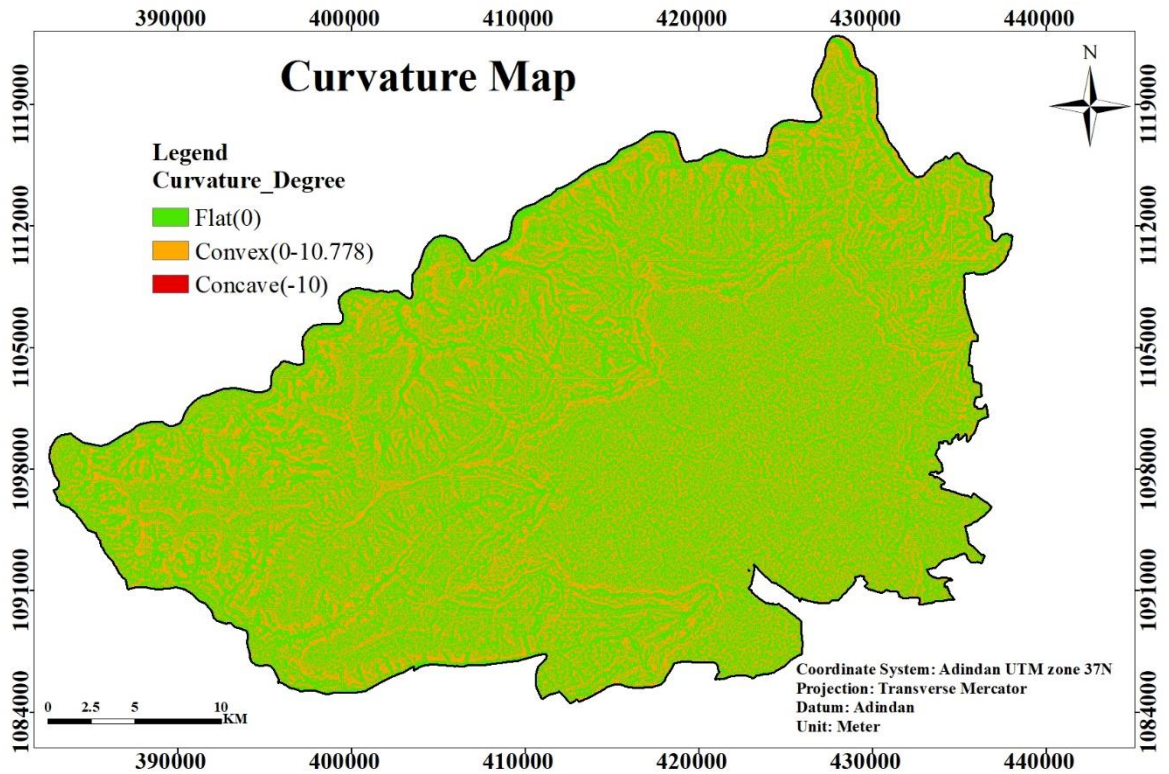 390000 400000 410000 420000 430000 440000
Curvature Map
N
Legend
Curvature_Degree
Flat(0)
Convex(0-10.778)
Concave(-10)
1119000
1112000
1105000
1098000
1091000
1084000
1119000
1112000
1105000
1098000
1091000
1084000
Coordinate System: Adindan UTM zone 37N
Projection: Transverse Mercator
Datum: Adindan
Unit: Meter
0 2.5 5 10
KM
390000 400000 410000 420000 430000 440000